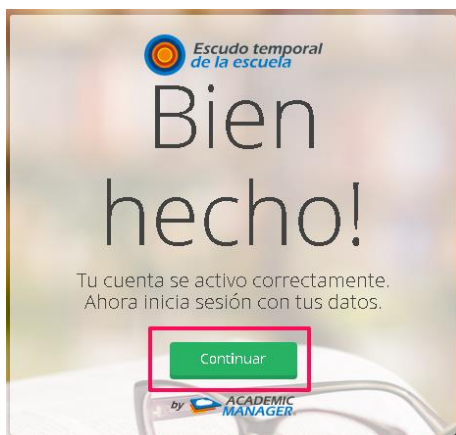 Escudo temporal
de la escuela
Bien
hecho!
Tu cuenta se activo correctamente.
Ahora inicia sesión con tus datos.
Continuar
by ACADEMIC
MANAGER